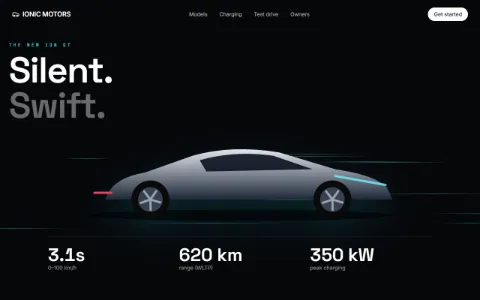 IONIC MOTORS
Models Charging Test drive Owners
Get started
THE NEW ION GT
Silent.
Swift.
3.1s 620 km 350 kW
0–100 km/h range (WLTP) peak charging